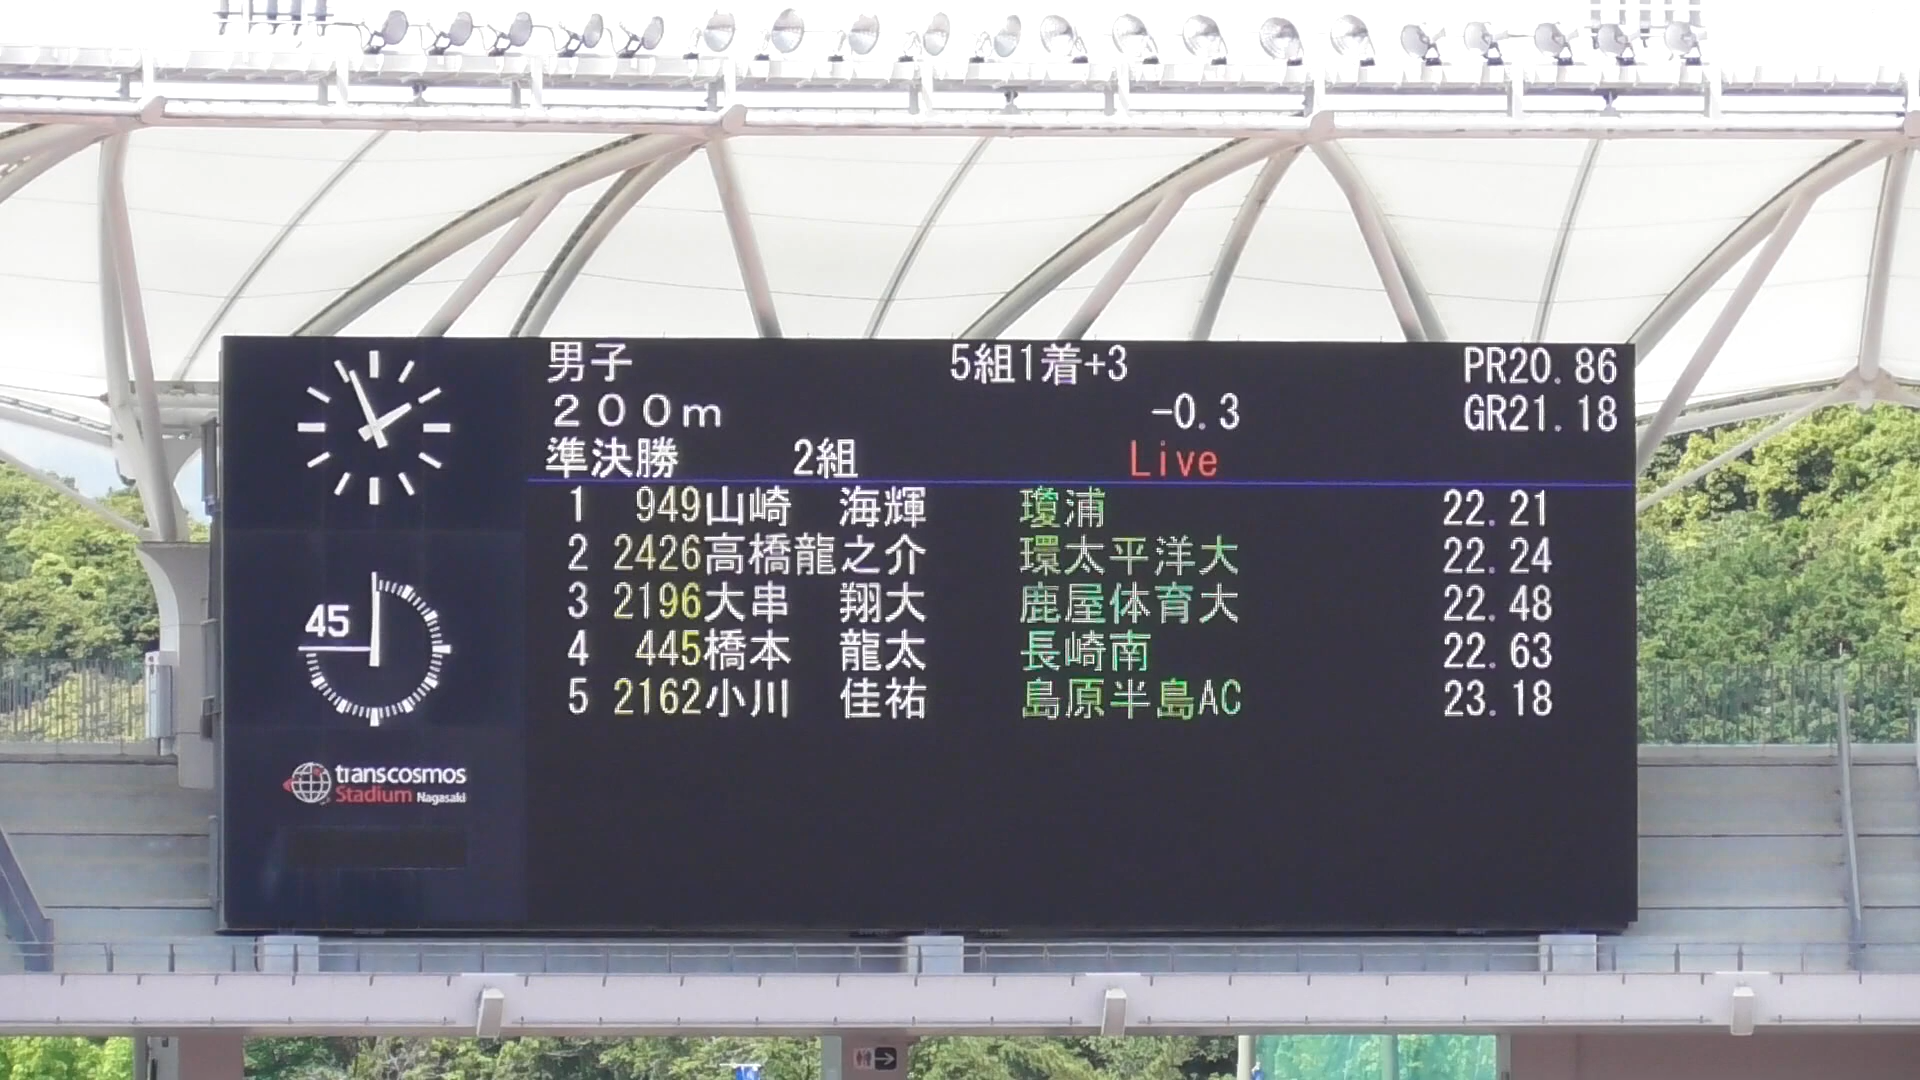 男子 5組1着+3 PR20.86
200m -0.3 GR21.18
準決勝 2組 Live
1 949山崎 海輝 瓊浦 22.21
2 2426高橋龍之介 環太平洋大 22.24
3 2196大串 翔大 鹿屋体育大 22.48
4 445橋本 龍太 長崎南 22.63
5 2162小川 佳祐 島原半島AC 23.18
45
transcosmos
Stadium Nagasaki